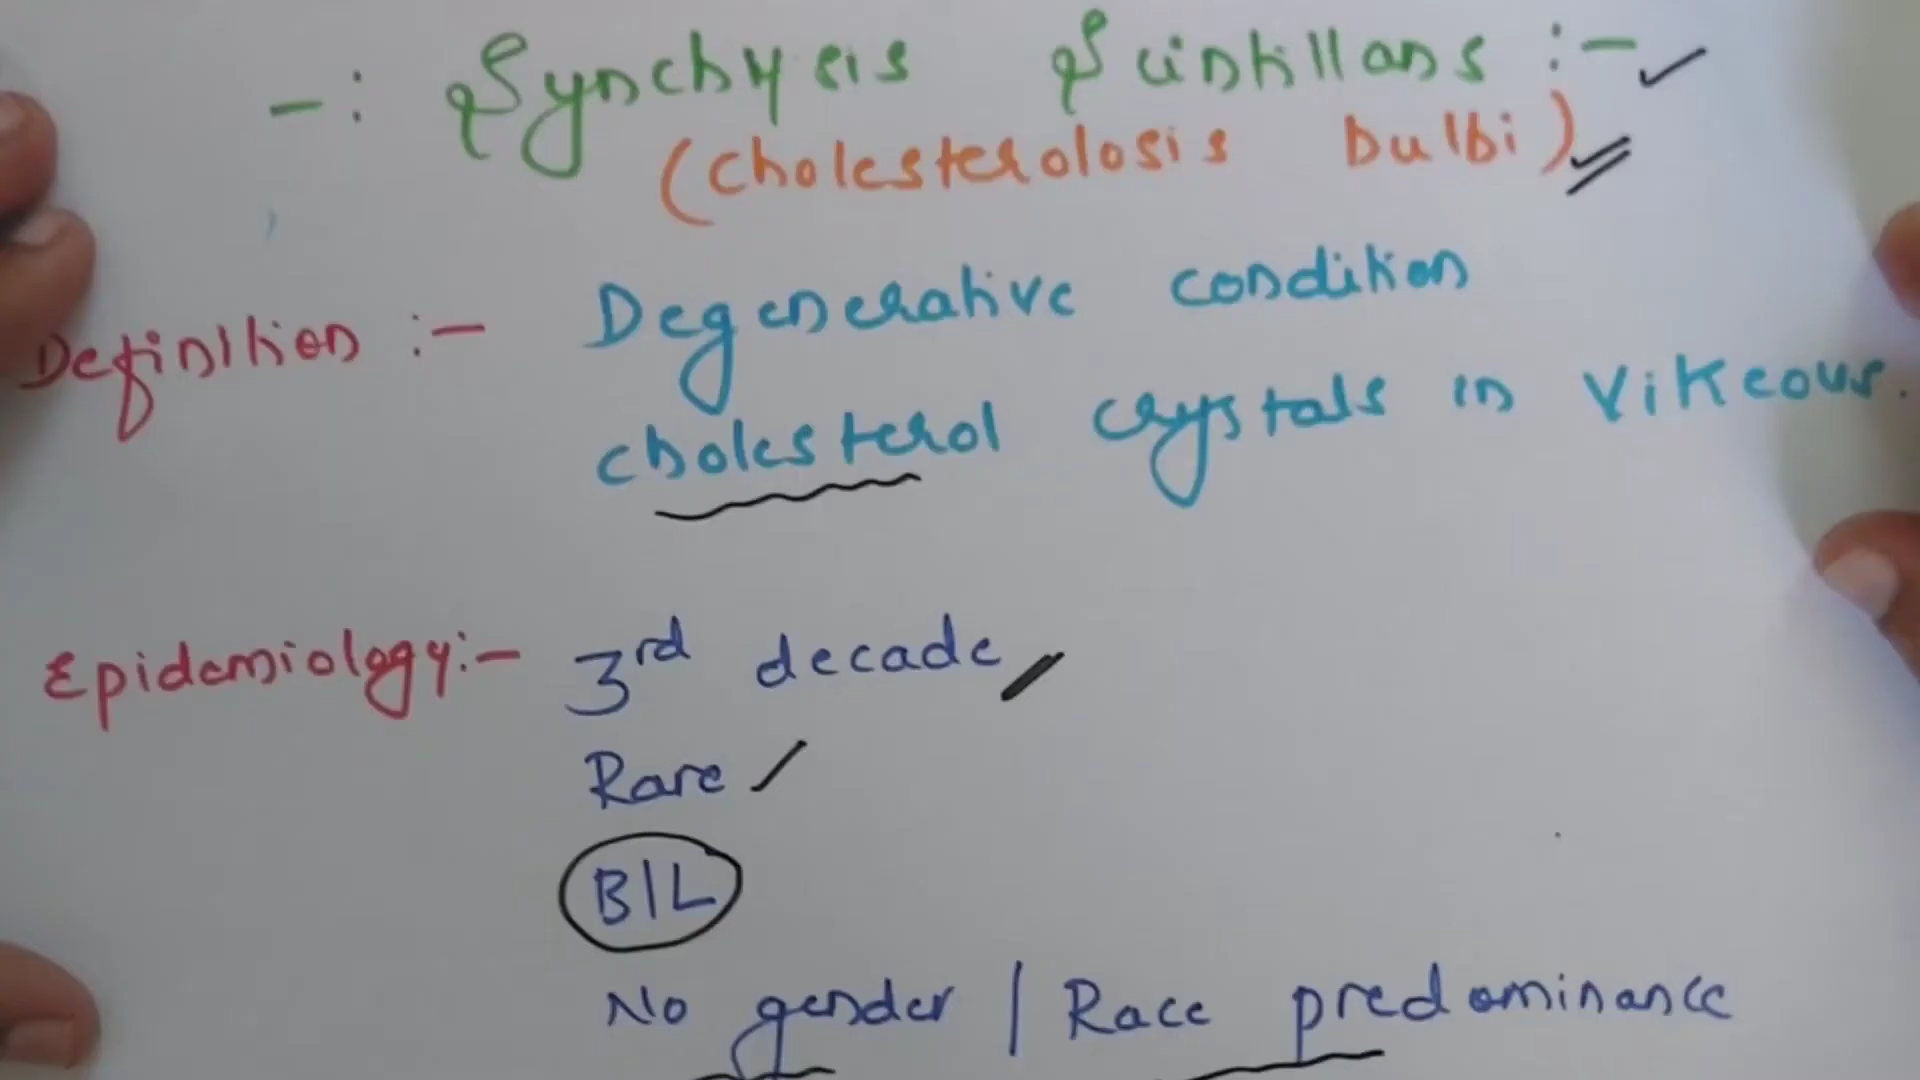 -: Synchysis Scintillans :-
(cholesterolosis bulbi)
Definition :- Degenerative condition
cholesterol crystals in vitreous.
Epidemiology:- 3rd decade
Rare
B/L
No gender / Race predominance